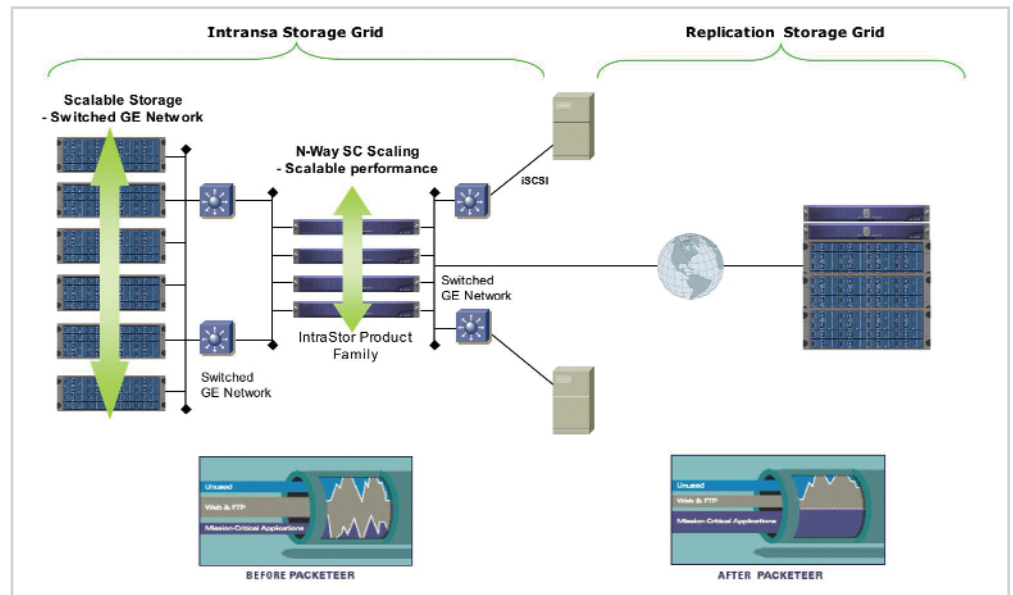 Intransa Storage Grid
Replication Storage Grid
Scalable Storage
- Switched GE Network
N-Way SC Scaling
- Scalable performance
iSCSI
Switched
GE Network
IntraStor Product
Family
Switched
GE Network
Unused
Web & FTP
Mission-Critical Applications
BEFORE PACKETEER
Unused
Web & FTP
Mission-Critical Applications
AFTER PACKETEER